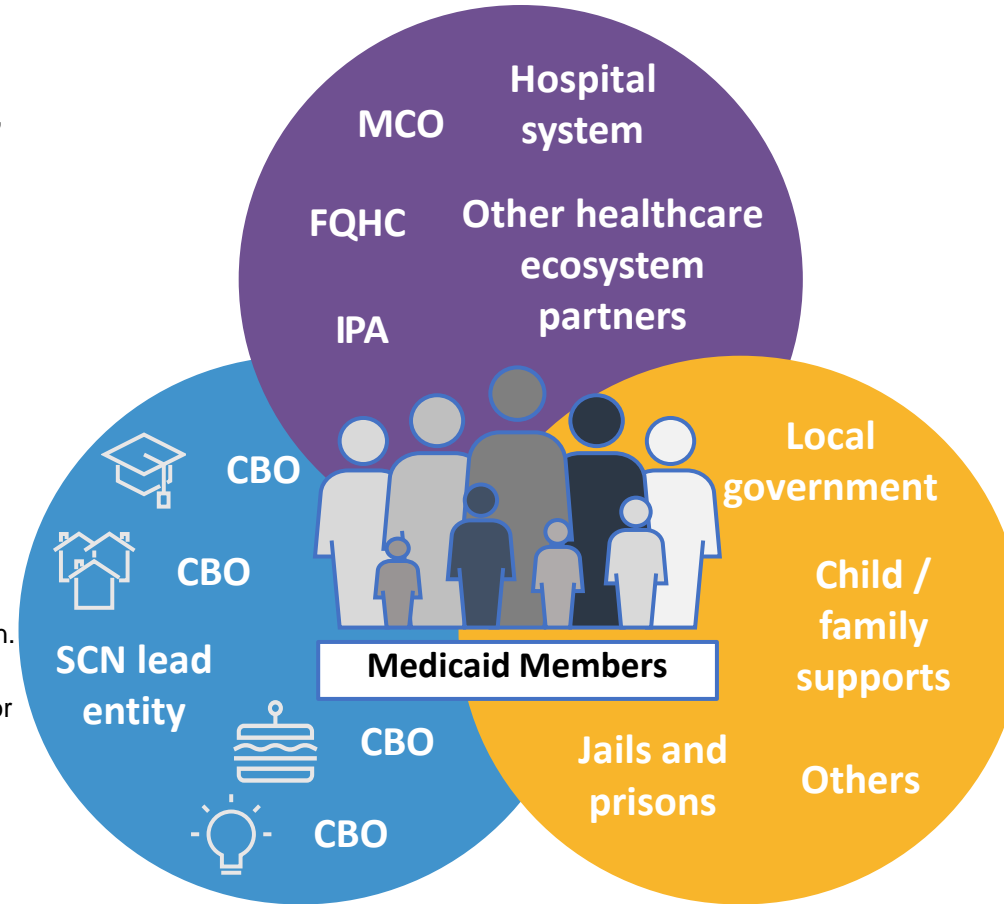 Hospital
system
MCO
FQHC
Other healthcare
ecosystem
partners
IPA
CBO
CBO
SCN lead
entity
CBO
CBO
Medicaid Members
Local
government
Child /
family
supports
Jails and
prisons
Others